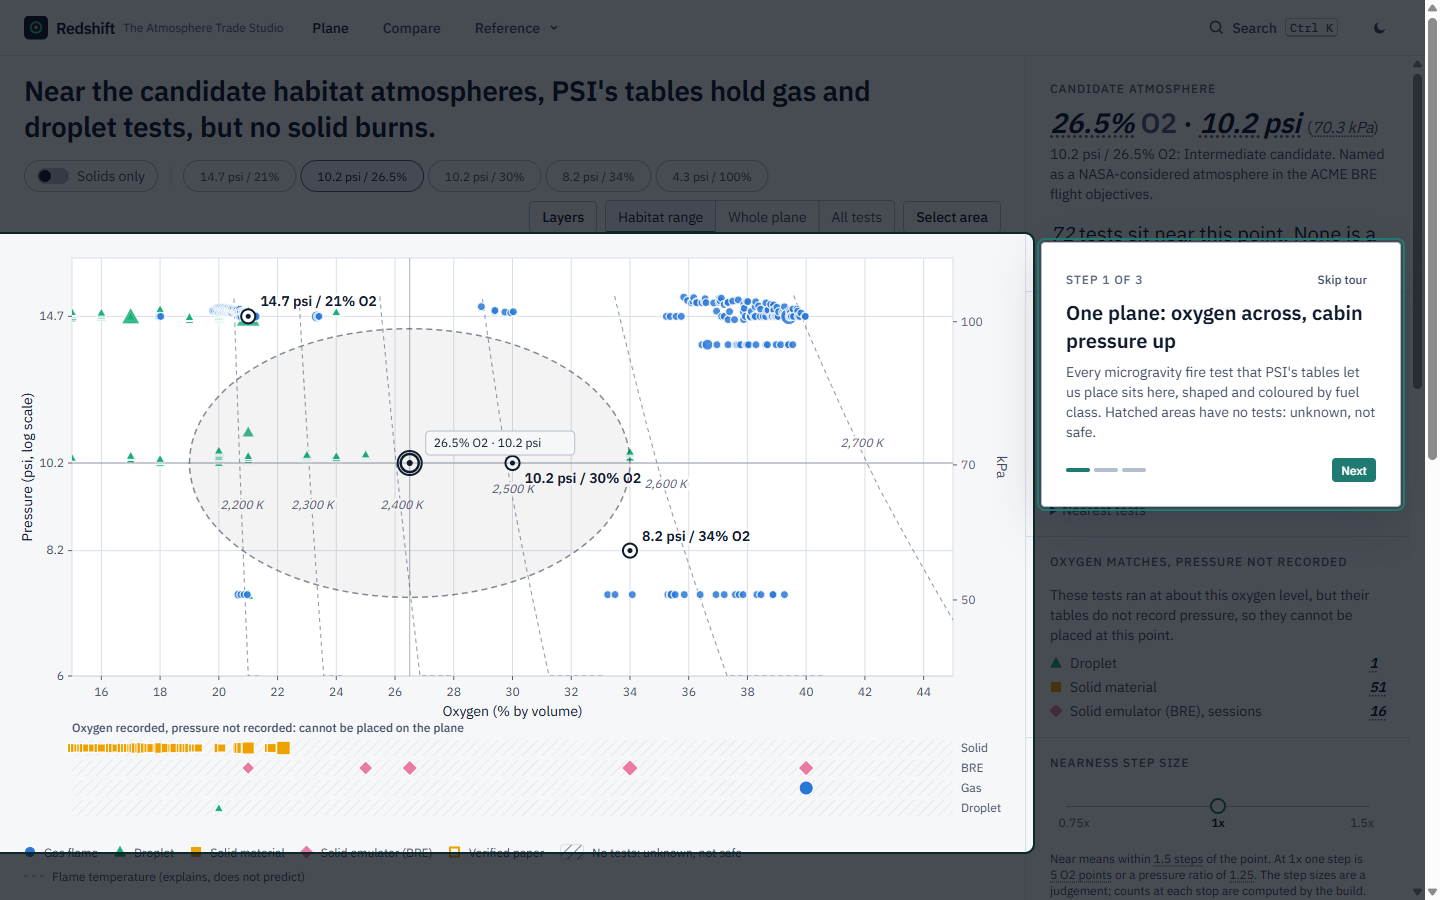 Redshift The Atmosphere Trade Studio Plane Compare Reference Search Ctrl K
Near the candidate habitat atmospheres, PSI's tables hold gas and
droplet tests, but no solid burns.
Solids only 14.7 psi / 21% 10.2 psi / 26.5% 10.2 psi / 30% 8.2 psi / 34% 4.3 psi / 100%
Layers Habitat range Whole plane All tests Select area
14.7 psi / 21% O2
26.5% O2 · 10.2 psi
10.2 psi / 30% O2
8.2 psi / 34% O2
2,200 K 2,300 K 2,400 K 2,500 K 2,600 K 2,700 K
Pressure (psi, log scale)
14.7
10.2
8.2
6
100
70
50
kPa
16 18 20 22 24 26 28 30 32 34 36 38 40 42 44
Oxygen (% by volume)
Oxygen recorded, pressure not recorded: cannot be placed on the plane
Solid
BRE
Gas
Droplet
Gas flame Droplet Solid material Solid emulator (BRE) Verified paper No tests: unknown, not safe
Flame temperature (explains, does not predict)
CANDIDATE ATMOSPHERE
26.5% O2 · 10.2 psi (70.3 kPa)
10.2 psi / 26.5% O2: Intermediate candidate. Named
as a NASA-considered atmosphere in the ACME BRE
flight objectives.
72 tests sit near this point. None is a
STEP 1 OF 3 Skip tour
One plane: oxygen across, cabin
pressure up
Every microgravity fire test that PSI's tables let
us place sits here, shaped and coloured by fuel
class. Hatched areas have no tests: unknown, not
safe.
Next
Nearest tests
OXYGEN MATCHES, PRESSURE NOT RECORDED
These tests ran at about this oxygen level, but their
tables do not record pressure, so they cannot be
placed at this point.
Droplet 1
Solid material 51
Solid emulator (BRE), sessions 16
NEARNESS STEP SIZE
0.75x 1x 1.5x
Near means within 1.5 steps of the point. At 1x one step is
5 O2 points or a pressure ratio of 1.25. The step sizes are a
judgement; counts at each stop are computed by the build.